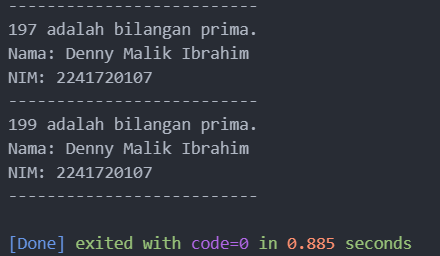 --------------------------
197 adalah bilangan prima.
Nama: Denny Malik Ibrahim
NIM: 2241720107
--------------------------
199 adalah bilangan prima.
Nama: Denny Malik Ibrahim
NIM: 2241720107
--------------------------
[Done] exited with code=0 in 0.885 seconds